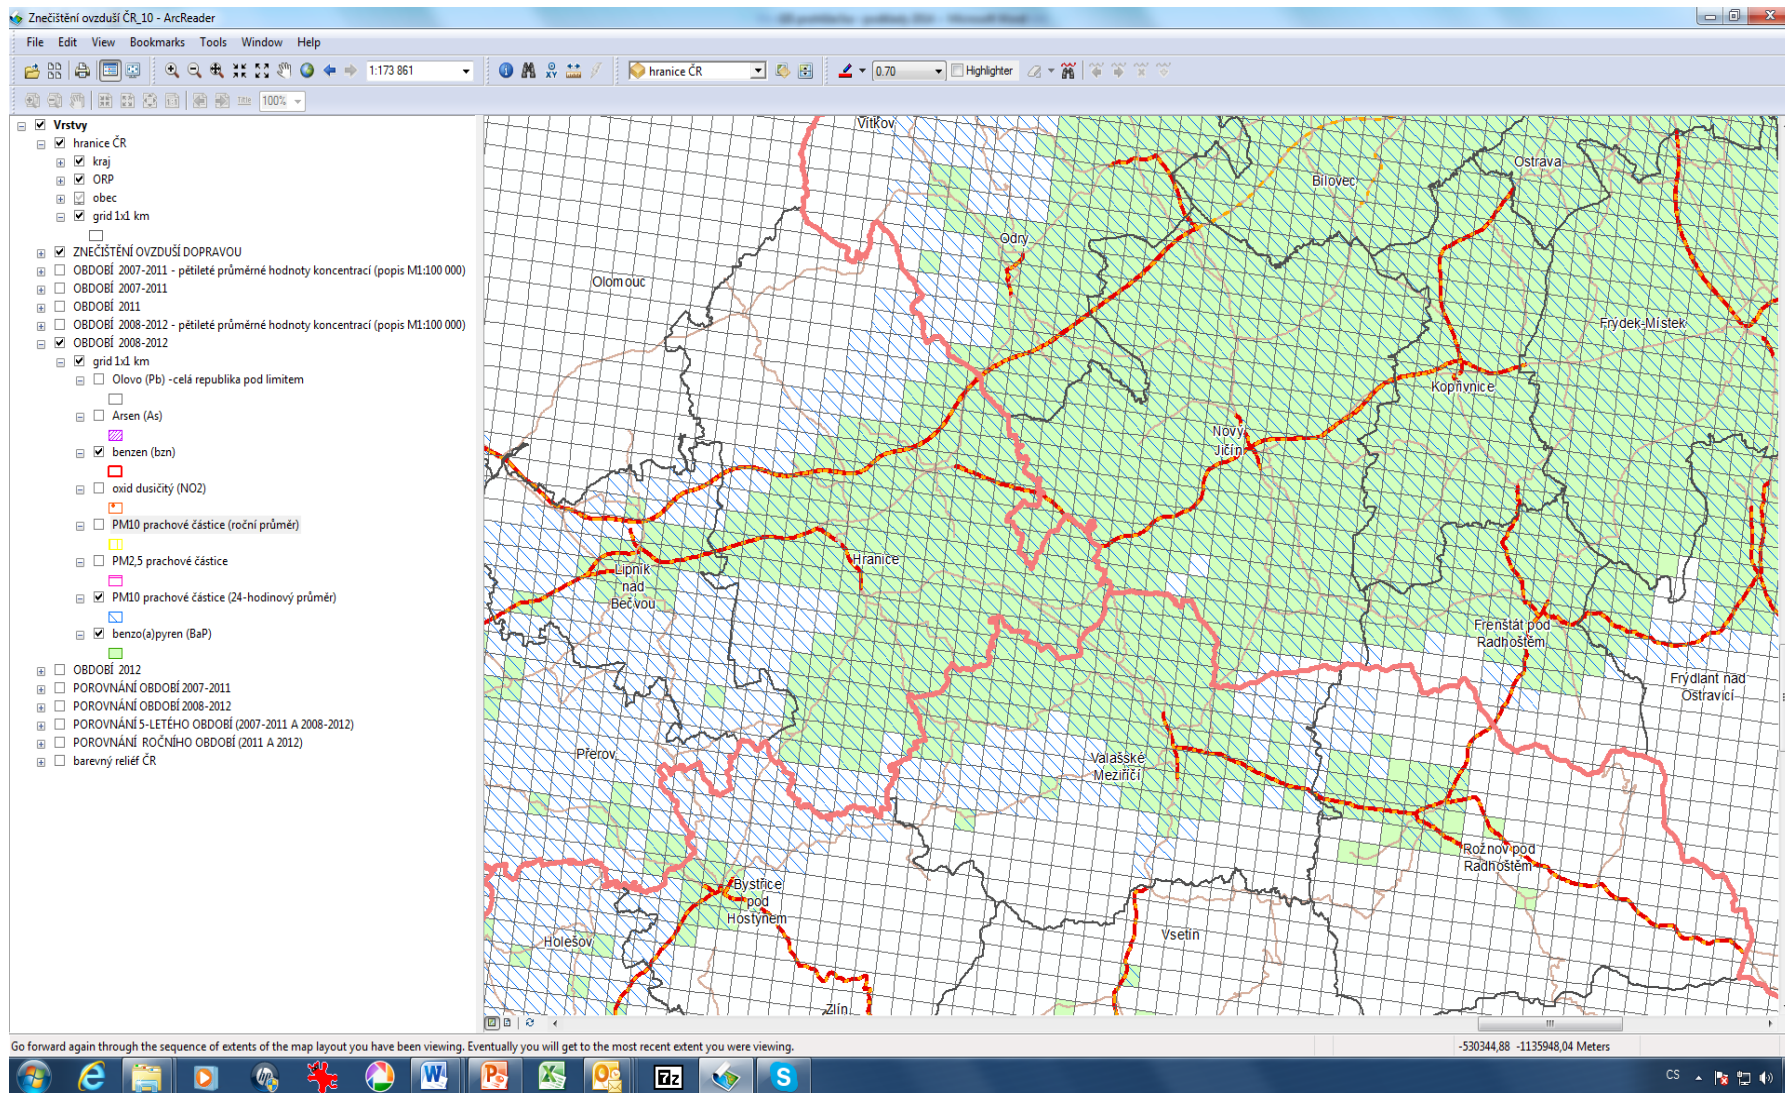 Znečištění ovzduší ČR_10 - ArcReader
File Edit View Bookmarks Tools Window Help
1:173 861
hranice ČR
0.70
Highlighter
Title
100%
Vrstvy
hranice ČR
kraj
ORP
obec
grid 1x1 km
ZNEČIŠTĚNÍ OVZDUŠÍ DOPRAVOU
OBDOBÍ 2007-2011 - pětileté průměrné hodnoty koncentrací (popis M1:100 000)
OBDOBÍ 2007-2011
OBDOBÍ 2011
OBDOBÍ 2008-2012 - pětileté průměrné hodnoty koncentrací (popis M1:100 000)
OBDOBÍ 2008-2012
grid 1x1 km
Olovo (Pb) -celá republika pod limitem
Arsen (As)
benzen (bzn)
oxid dusičitý (NO2)
PM10 prachové částice (roční průměr)
PM2,5 prachové částice
PM10 prachové částice (24-hodinový průměr)
benzo(a)pyren (BaP)
OBDOBÍ 2012
POROVNÁNÍ OBDOBÍ 2007-2011
POROVNÁNÍ OBDOBÍ 2008-2012
POROVNÁNÍ 5-LETÉHO OBDOBÍ (2007-2011 A 2008-2012)
POROVNÁNÍ ROČNÍHO OBDOBÍ (2011 A 2012)
barevný reliéf ČR
Vítkov
Ostrava
Bílovec
Odry
Olomouc
Frýdek-Místek
Kopřivnice
Nový
Jičín
Hranice
Lipník
nad
Bečvou
Frenštát pod
Radhoštěm
Frýdlant nad
Ostravicí
Přerov
Valašské
Meziříčí
Rožnov pod
Radhoštěm
Bystřice
pod
Hostýnem
Holešov
Vsetín
Zlín
Go forward again through the sequence of extents of the map layout you have been viewing. Eventually you will get to the most recent extent you were viewing.
-530344,88 -1135948,04 Meters
CS